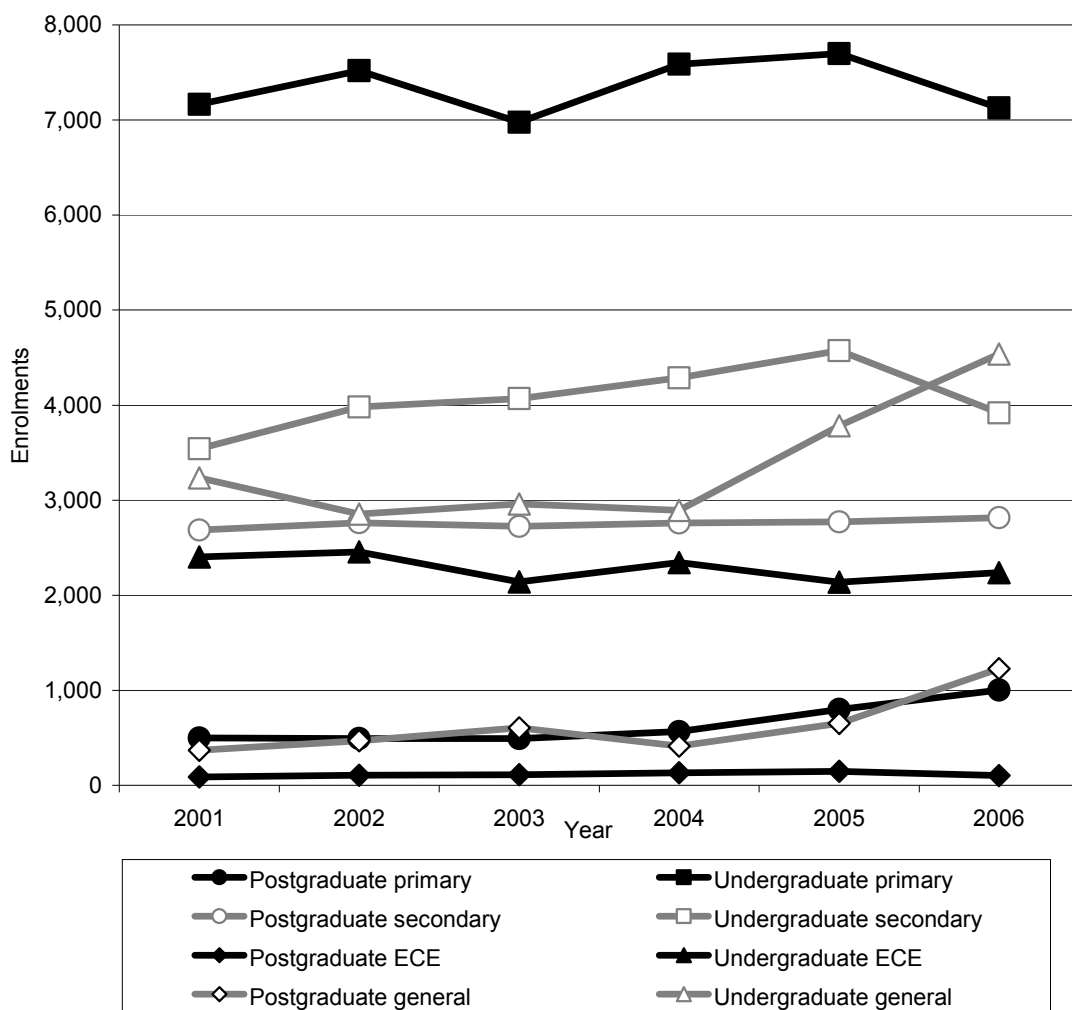 8,000
7,000
6,000
5,000
4,000
3,000
2,000
1,000
0
Enrolments
2001 2002 2003 2004 2005 2006
Year
Postgraduate primary Undergraduate primary
Postgraduate secondary Undergraduate secondary
Postgraduate ECE Undergraduate ECE
Postgraduate general Undergraduate general